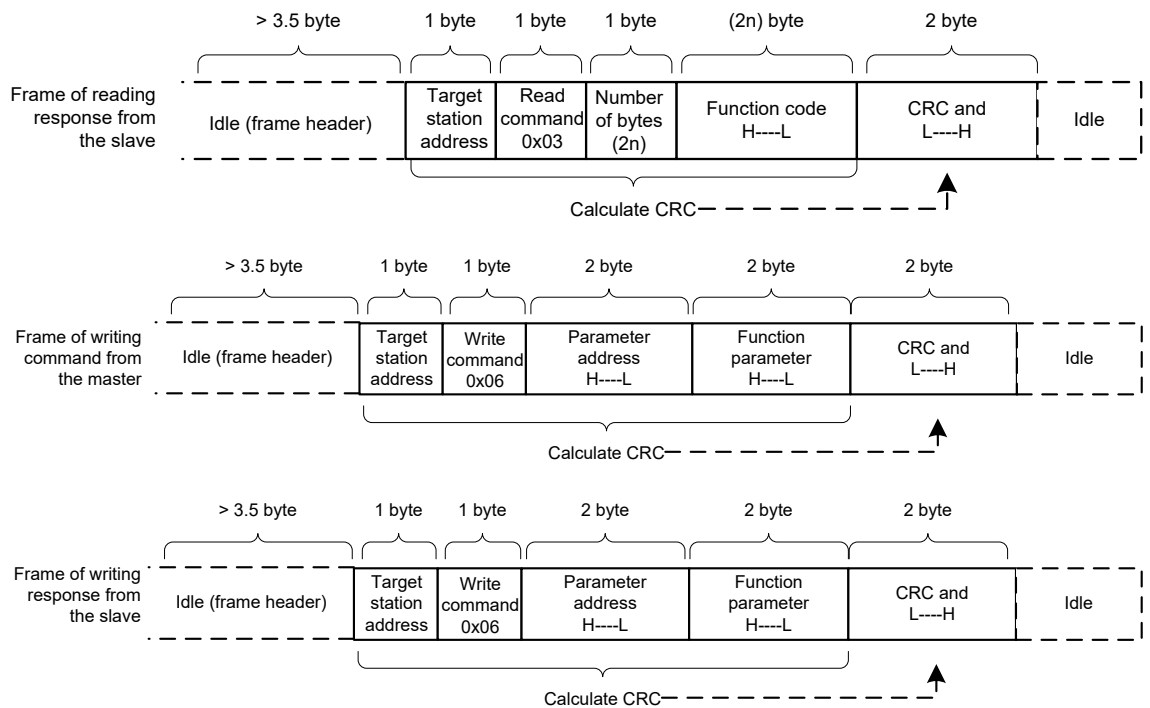 > 3.5 byte 1 byte 1 byte 1 byte (2n) byte 2 byte
Frame of reading
response from
the slave
Idle (frame header)
Target
station
address
Read
command
0x03
Number
of bytes
(2n)
Function code
H----L
CRC and
L----H
Idle
Calculate CRC
> 3.5 byte 1 byte 1 byte 2 byte 2 byte 2 byte
Frame of writing
command from
the master
Idle (frame header)
Target
station
address
Write
command
0x06
Parameter
address
H----L
Function
parameter
H----L
CRC and
L----H
Idle
Calculate CRC
> 3.5 byte 1 byte 1 byte 2 byte 2 byte 2 byte
Frame of writing
response from
the slave
Idle (frame header)
Target
station
address
Write
command
0x06
Parameter
address
H----L
Function
parameter
H----L
CRC and
L----H
Idle
Calculate CRC